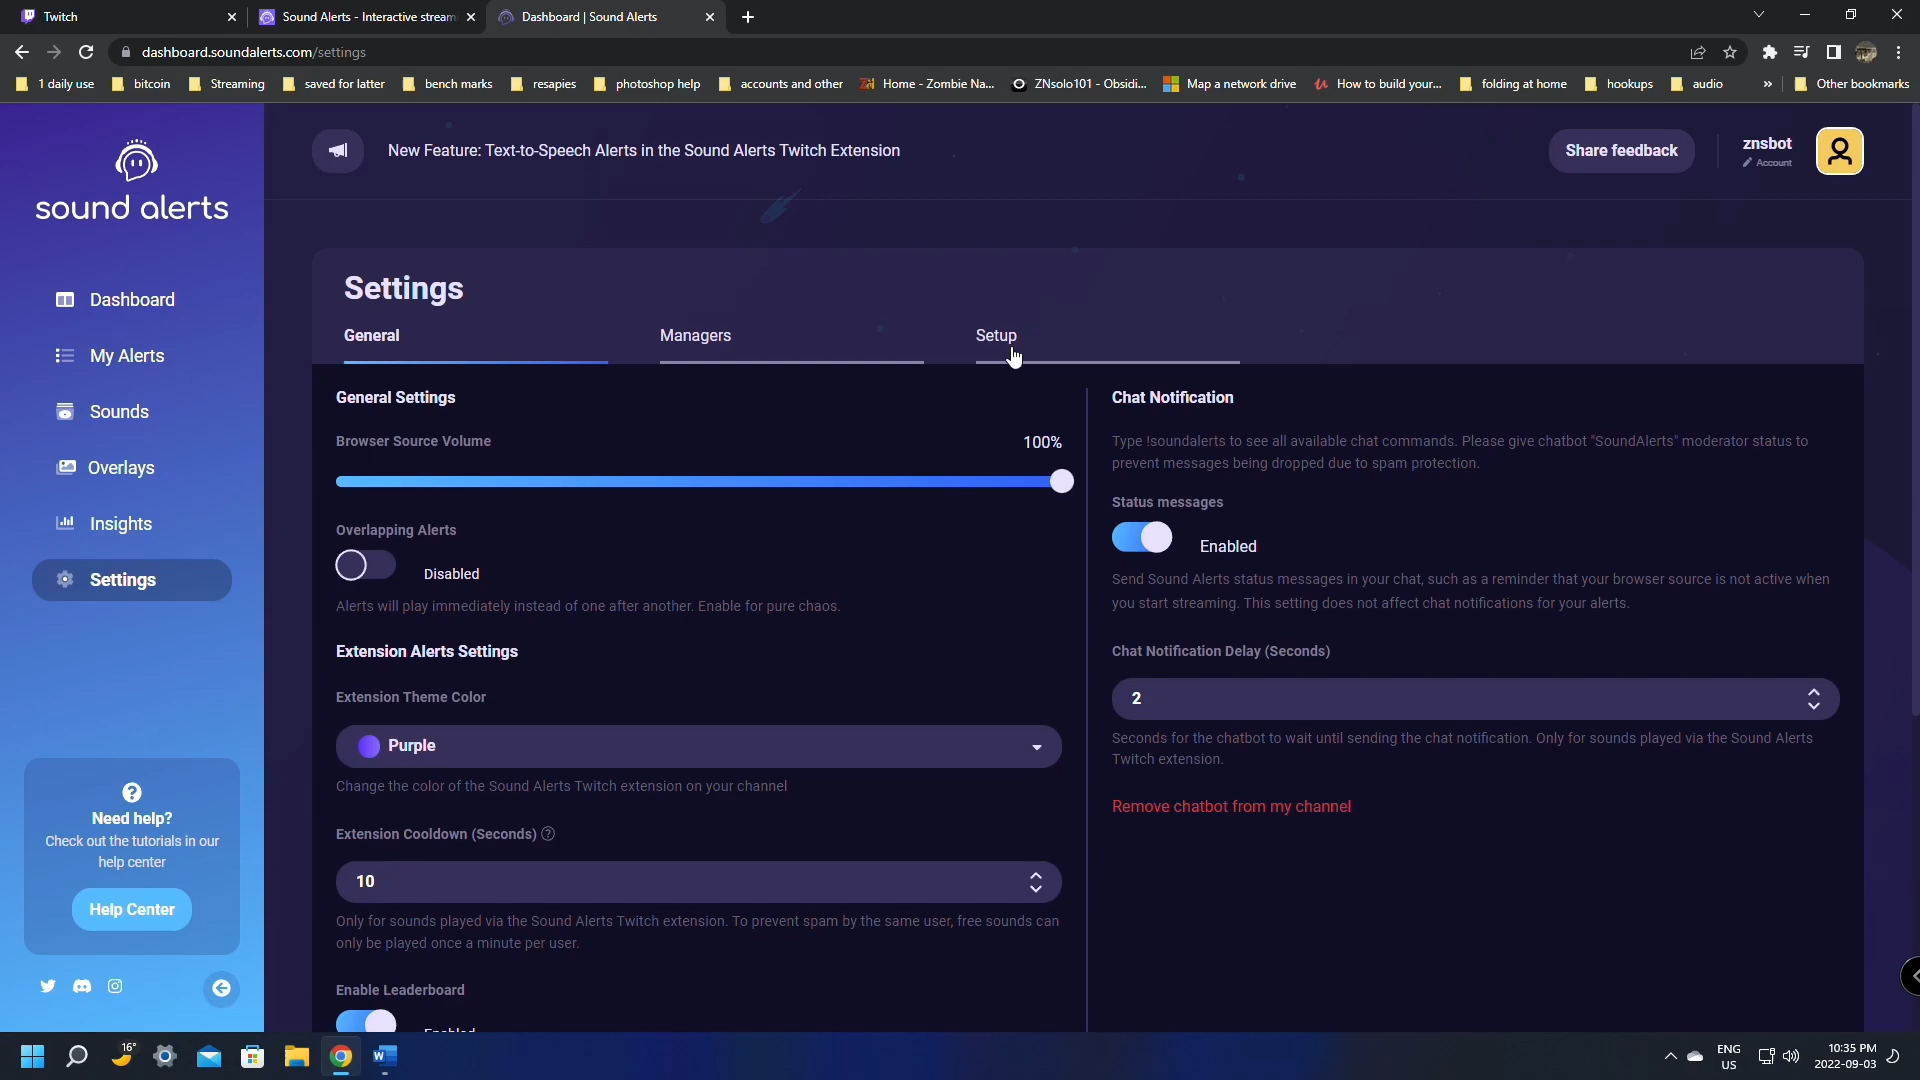 Twitch
Sound Alerts - Interactive stream
Dashboard | Sound Alerts
dashboard.soundalerts.com/settings
1 daily use
bitcoin
Streaming
saved for latter
bench marks
resapies
photoshop help
accounts and other
Home - Zombie Na...
ZNsolo101 - Obsidi...
Map a network drive
How to build your...
folding at home
hookups
audio
»
Other bookmarks
sound alerts
New Feature: Text-to-Speech Alerts in the Sound Alerts Twitch Extension
Share feedback
znsbot
Account
Dashboard
My Alerts
Sounds
Overlays
Insights
Settings
Need help?
Check out the tutorials in our
help center
Help Center
Settings
General
Managers
Setup
General Settings
Browser Source Volume
100%
Overlapping Alerts
Disabled
Alerts will play immediately instead of one after another. Enable for pure chaos.
Extension Alerts Settings
Extension Theme Color
Purple
Change the color of the Sound Alerts Twitch extension on your channel
Extension Cooldown (Seconds)
10
Only for sounds played via the Sound Alerts Twitch extension. To prevent spam by the same user, free sounds can
only be played once a minute per user.
Enable Leaderboard
Enabled
Chat Notification
Type !soundalerts to see all available chat commands. Please give chatbot "SoundAlerts" moderator status to
prevent messages being dropped due to spam protection.
Status messages
Enabled
Send Sound Alerts status messages in your chat, such as a reminder that your browser source is not active when
you start streaming. This setting does not affect chat notifications for your alerts.
Chat Notification Delay (Seconds)
2
Seconds for the chatbot to wait until sending the chat notification. Only for sounds played via the Sound Alerts
Twitch extension.
Remove chatbot from my channel
16°
ENG
US
10:35 PM
2022-09-03